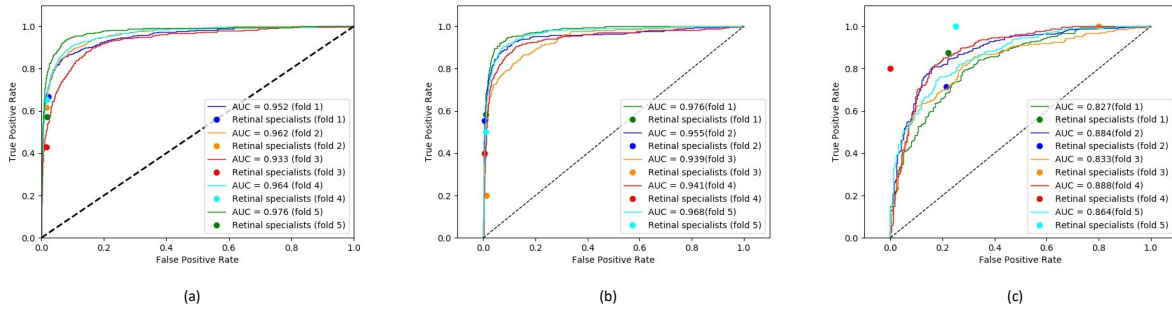 1.0
0.8
0.6
0.4
0.2
0.0
True Positive Rate
0.0 0.2 0.4 0.6 0.8 1.0
False Positive Rate
AUC = 0.952 (fold 1)
Retinal specialists (fold 1)
AUC = 0.962 (fold 2)
Retinal specialists (fold 2)
AUC = 0.933 (fold 3)
Retinal specialists (fold 3)
AUC = 0.964 (fold 4)
Retinal specialists (fold 4)
AUC = 0.976 (fold 5)
Retinal specialists (fold 5)
(a)
1.0
0.8
0.6
0.4
0.2
0.0
True Positive Rate
0.0 0.2 0.4 0.6 0.8 1.0
False Positive Rate
AUC = 0.976(fold 1)
Retinal specialists (fold 1)
AUC = 0.955(fold 2)
Retinal specialists (fold 2)
AUC = 0.939(fold 3)
Retinal specialists (fold 3)
AUC = 0.941(fold 4)
Retinal specialists (fold 4)
AUC = 0.968(fold 5)
Retinal specialists (fold 5)
(b)
1.0
0.8
0.6
0.4
0.2
0.0
True Positive Rate
0.0 0.2 0.4 0.6 0.8 1.0
False Positive Rate
AUC = 0.827(fold 1)
Retinal specialists (fold 1)
AUC = 0.884(fold 2)
Retinal specialists (fold 2)
AUC = 0.833(fold 3)
Retinal specialists (fold 3)
AUC = 0.888(fold 4)
Retinal specialists (fold 4)
AUC = 0.864(fold 5)
Retinal specialists (fold 5)
(c)